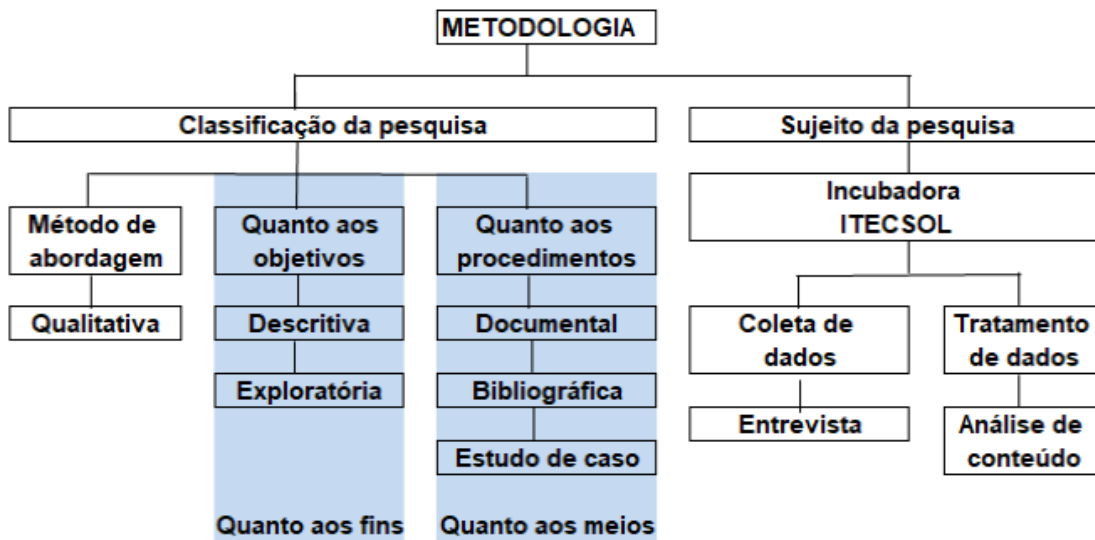 METODOLOGIA
Classificação da pesquisa
Sujeito da pesquisa
Método de
abordagem
Quanto aos
objetivos
Quanto aos
procedimentos
Incubadora
ITECSOL
Qualitativa
Descritiva
Documental
Coleta de
dados
Tratamento
de dados
Exploratória
Bibliográfica
Entrevista
Análise de
conteúdo
Estudo de caso
Quanto aos fins
Quanto aos meios